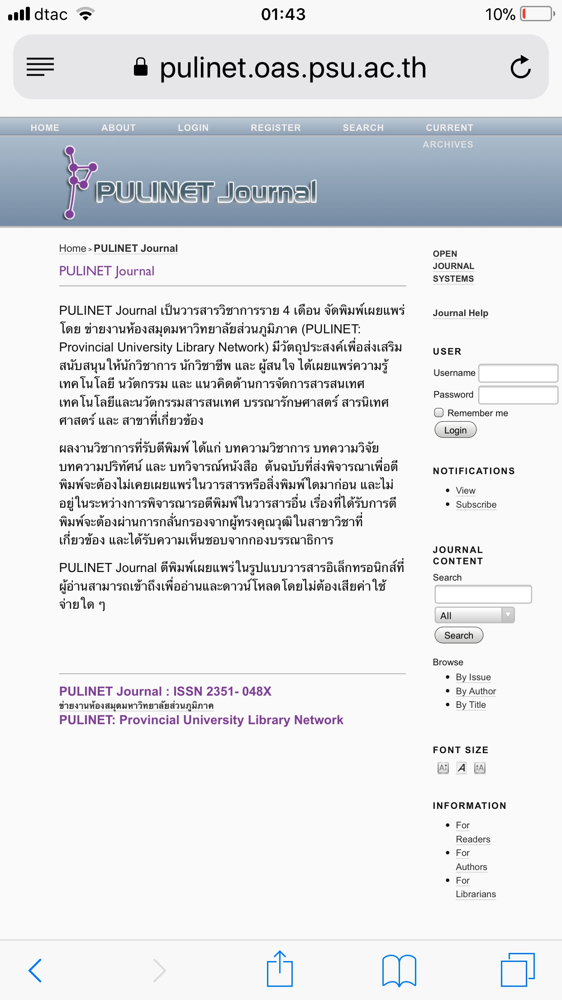 dtac
01:43
10%
pulinet.oas.psu.ac.th
HOME ABOUT LOGIN REGISTER SEARCH CURRENT
ARCHIVES
PULINET Journal
Home > PULINET Journal
PULINET Journal
PULINET Journal เป็นวารสารวิชาการราย 4 เดือน จัดพิมพ์เผยแพร่
โดย ข่ายงานห้องสมุดมหาวิทยาลัยส่วนภูมิภาค (PULINET:
Provincial University Library Network) มีวัตถุประสงค์เพื่อส่งเสริม
สนับสนุนให้นักวิชาการ นักวิชาชีพ และ ผู้สนใจ ได้เผยแพร่ความรู้
เทคโนโลยี นวัตกรรม และ แนวคิดด้านการจัดการสารสนเทศ
เทคโนโลยีและนวัตกรรมสารสนเทศ บรรณารักษศาสตร์ สารนิเทศ
ศาสตร์ และ สาขาที่เกี่ยวข้อง
ผลงานวิชาการที่รับตีพิมพ์ ได้แก่ บทความวิชาการ บทความวิจัย
บทความปริทัศน์ และ บทวิจารณ์หนังสือ  ต้นฉบับที่ส่งพิจารณาเพื่อตี
พิมพ์จะต้องไม่เคยเผยแพร่ในวารสารหรือสิ่งพิมพ์ใดมาก่อน และไม่
อยู่ในระหว่างการพิจารณารอตีพิมพ์ในวารสารอื่น เรื่องที่ได้รับการตี
พิมพ์จะต้องผ่านการกลั่นกรองจากผู้ทรงคุณวุฒิในสาขาวิชาที่
เกี่ยวข้อง และได้รับความเห็นชอบจากกองบรรณาธิการ
PULINET Journal ตีพิมพ์เผยแพร่ในรูปแบบวารสารอิเล็กทรอนิกส์ที่
ผู้อ่านสามารถเข้าถึงเพื่ออ่านและดาวน์โหลดโดยไม่ต้องเสียค่าใช้
จ่ายใด ๆ
PULINET Journal : ISSN 2351- 048X
ข่ายงานห้องสมุดมหาวิทยาลัยส่วนภูมิภาค
PULINET: Provincial University Library Network
OPEN
JOURNAL
SYSTEMS
Journal Help
USER
Username
Password
Remember me
Login
NOTIFICATIONS
View
Subscribe
JOURNAL
CONTENT
Search
All
Search
Browse
By Issue
By Author
By Title
FONT SIZE
A A A
INFORMATION
For
Readers
For
Authors
For
Librarians